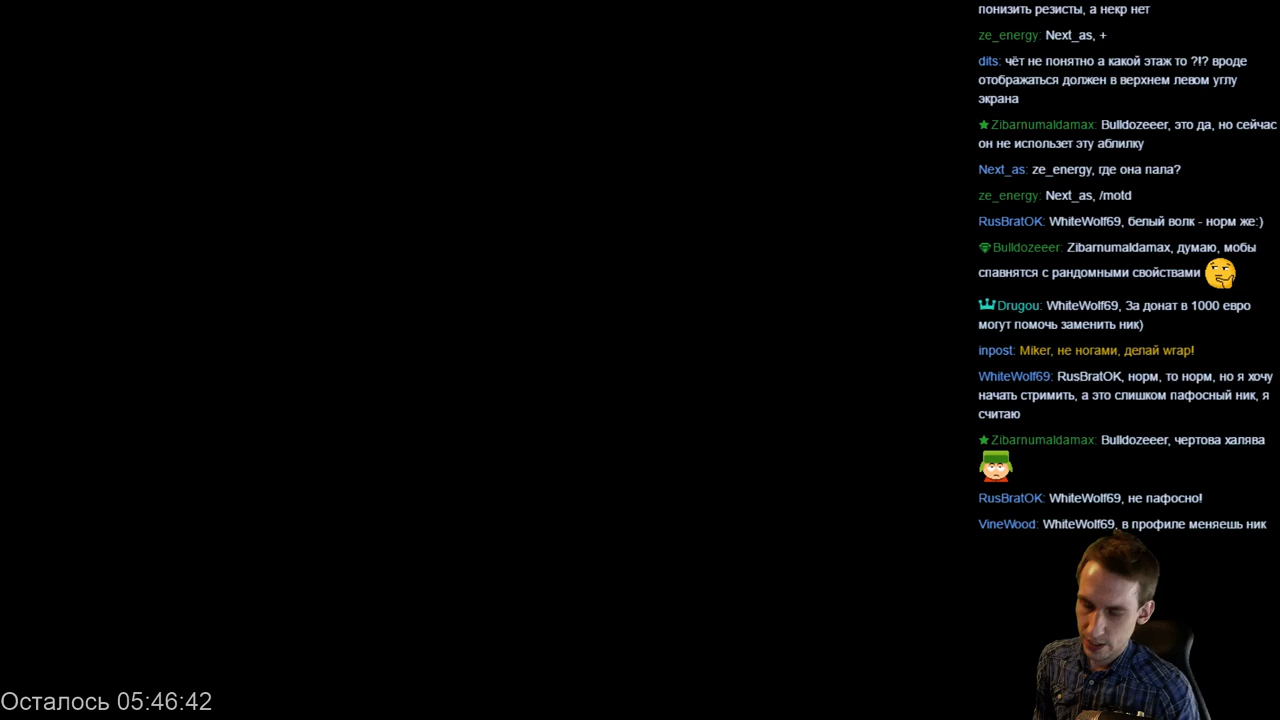 понизить резисты, а некр нет
ze_energy: Next_as, +
dits: чёт не понятно а какой этаж то ?!? вроде
отображаться должен в верхнем левом углу
экрана
Zibarnumaldamax: Bulldozeeer, это да, но сейчас
он не использет эту аблилку
Next_as: ze_energy, где она пала?
ze_energy: Next_as, /motd
RusBratOK: WhiteWolf69, белый волк - норм же:)
Bulldozeeer: Zibarnumaldamax, думаю, мобы
спавнятся с рандомными свойствами
Drugou: WhiteWolf69, За донат в 1000 евро
могут помочь заменить ник)
inpost: Miker, не ногами, делай wrap!
WhiteWolf69: RusBratOK, норм, то норм, но я хочу
начать стримить, а это слишком пафосный ник, я
считаю
Zibarnumaldamax: Bulldozeeer, чертова халява
RusBratOK: WhiteWolf69, не пафосно!
VineWood: WhiteWolf69, в профиле меняешь ник
Осталось 05:46:42